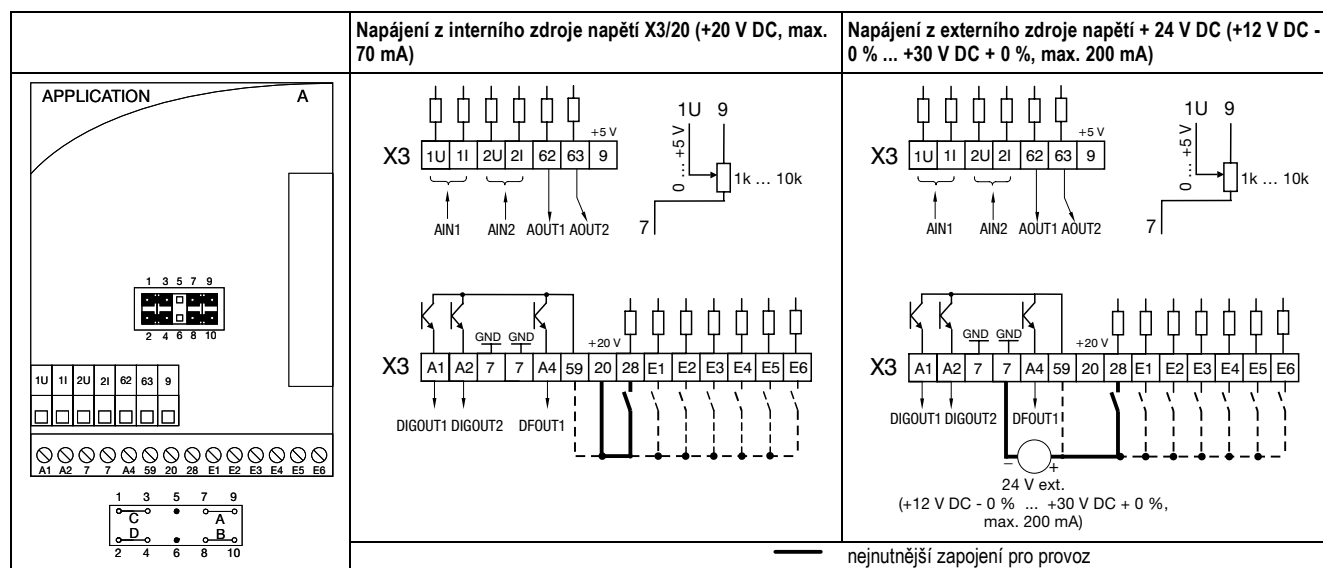 Napájení z interního zdroje napětí X3/20 (+20 V DC, max.
70 mA)
Napájení z externího zdroje napětí + 24 V DC (+12 V DC -
0 % ... +30 V DC + 0 %, max. 200 mA)
APPLICATION A
1 3 5 7 9
2 4 6 8 10
1U 1I 2U 2I 62 63 9
A1 A2 7 7 A4 59 20 28 E1 E2 E3 E4 E5 E6
1 3 5 7 9
C A
D B
2 4 6 8 10
+5 V
X3 1U 1I 2U 2I 62 63 9
AIN1 AIN2 AOUT1 AOUT2
1U 9
0 ... +5 V
1k ... 10k
7
GND GND +20 V
X3 A1 A2 7 7 A4 59 20 28 E1 E2 E3 E4 E5 E6
DIGOUT1 DIGOUT2 DFOUT1
+5 V
X3 1U 1I 2U 2I 62 63 9
AIN1 AIN2 AOUT1 AOUT2
1U 9
0 ... +5 V
1k ... 10k
7
GND GND +20 V
X3 A1 A2 7 7 A4 59 20 28 E1 E2 E3 E4 E5 E6
DIGOUT1 DIGOUT2 DFOUT1
– +
24 V ext.
(+12 V DC - 0 % ... +30 V DC + 0 %,
max. 200 mA)
nejnutnější zapojení pro provoz